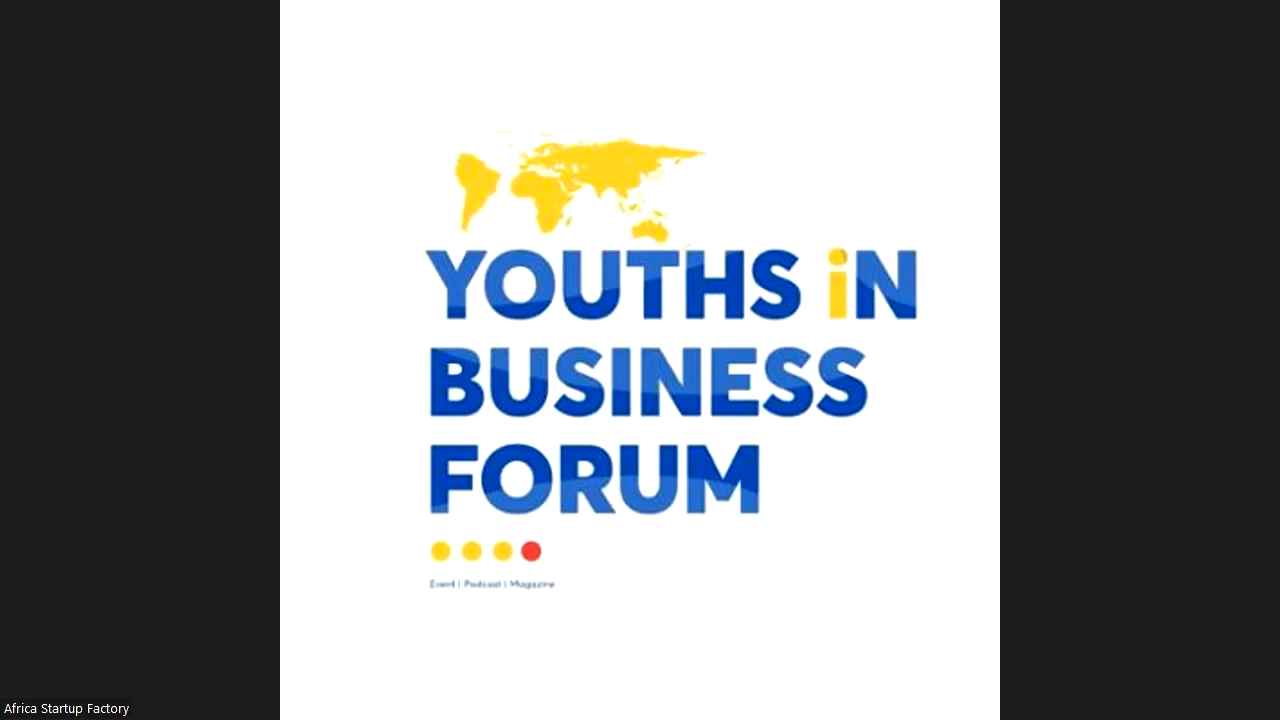 YOUTHS iN
BUSINESS
FORUM
Event | Podcast | Magazine
Africa Startup Factory